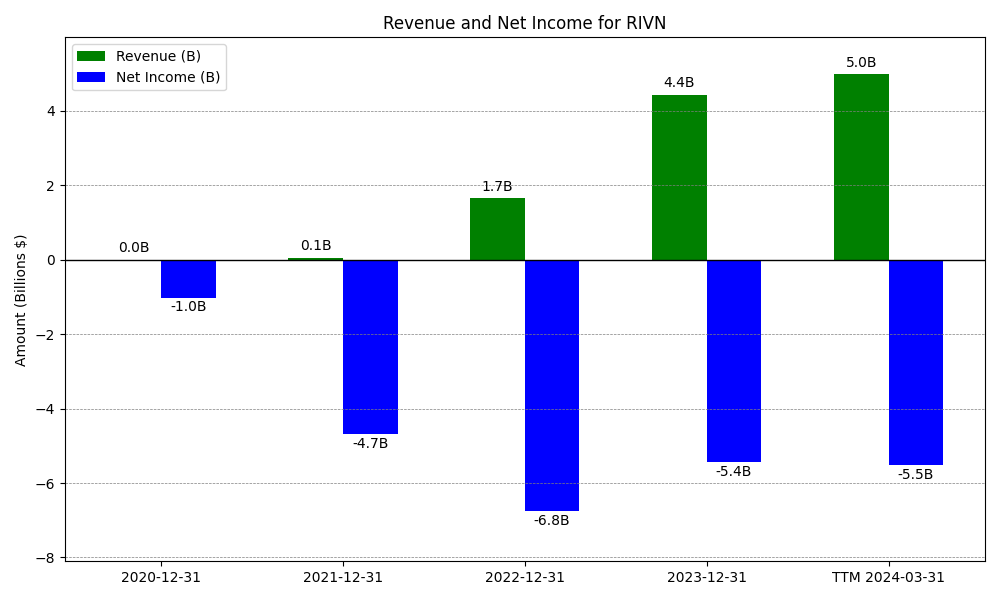 Revenue and Net Income for RIVN
Revenue (B)
Net Income (B)
Amount (Billions $)
4
2
0
−2
−4
−6
−8
0.0B
0.1B
1.7B
4.4B
5.0B
-1.0B
-4.7B
-6.8B
-5.4B
-5.5B
2020-12-31
2021-12-31
2022-12-31
2023-12-31
TTM 2024-03-31